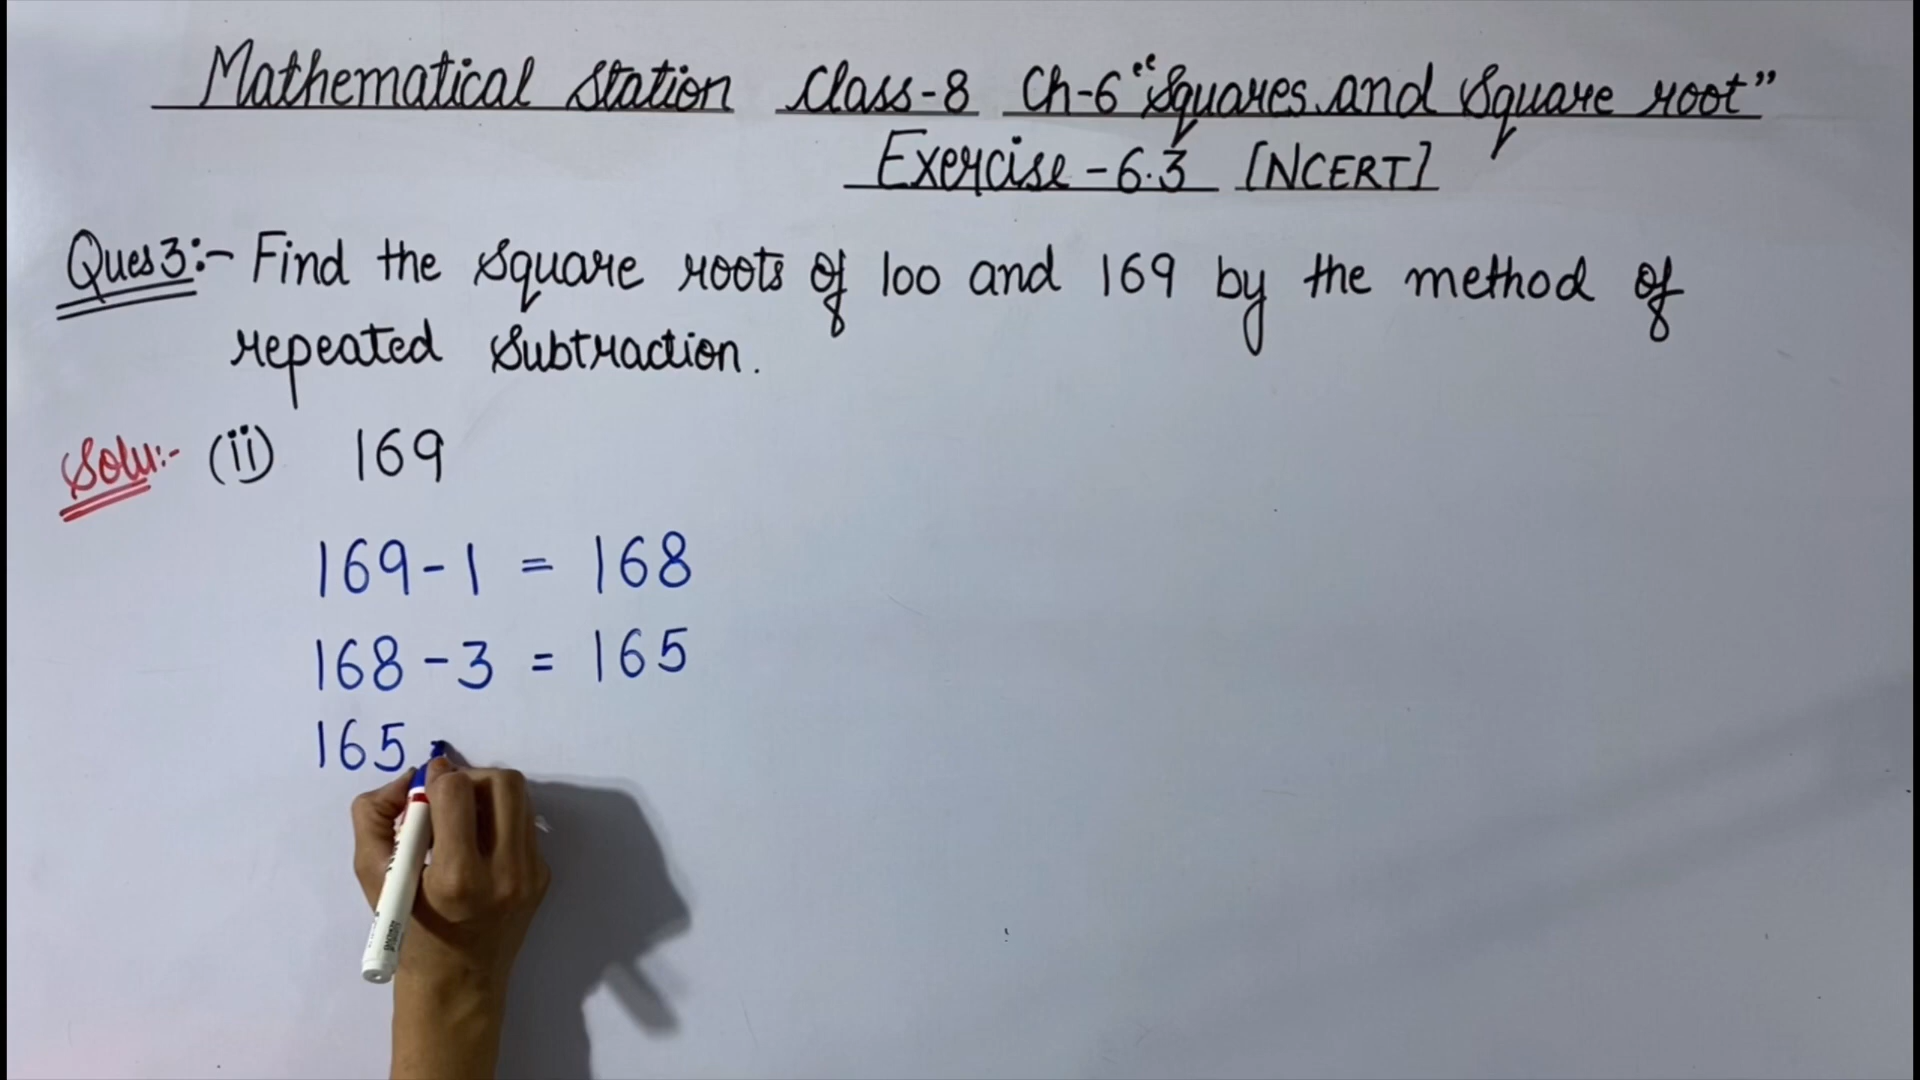 Mathematical Station Class-8 Ch-6 "Squares and Square root"
Exercise-6.3 [NCERT]
Ques3:- Find the square roots of 100 and 169 by the method of
repeated Subtraction.
Solu:- (ii) 169
169-1 = 168
168-3 = 165
165